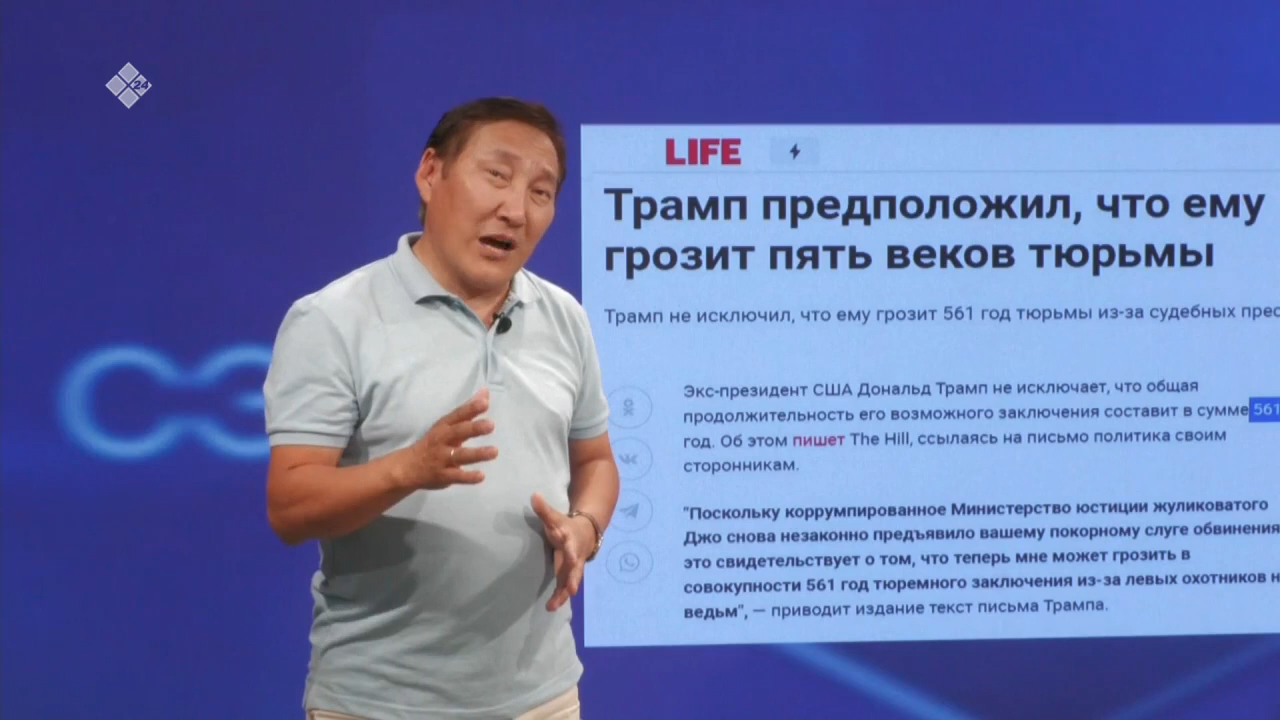 X24
LIFE
Трамп предположил, что ему
грозит пять веков тюрьмы
Трамп не исключил, что ему грозит 561 год тюрьмы из-за судебных
Экс-президент США Дональд Трамп не исключает, что общая
продолжительность его возможного заключения составит в сумме 561
год. Об этом пишет The Hill, ссылаясь на письмо политика своим
сторонникам.
"Поскольку коррумпированное Министерство юстиции жуликоватого
Джо снова незаконно предъявило вашему покорному слуге обвинения
это свидетельствует о том, что теперь мне может грозить в
совокупности 561 год тюремного заключения из-за левых охотников н
ведьм", — приводит издание текст письма Трампа.